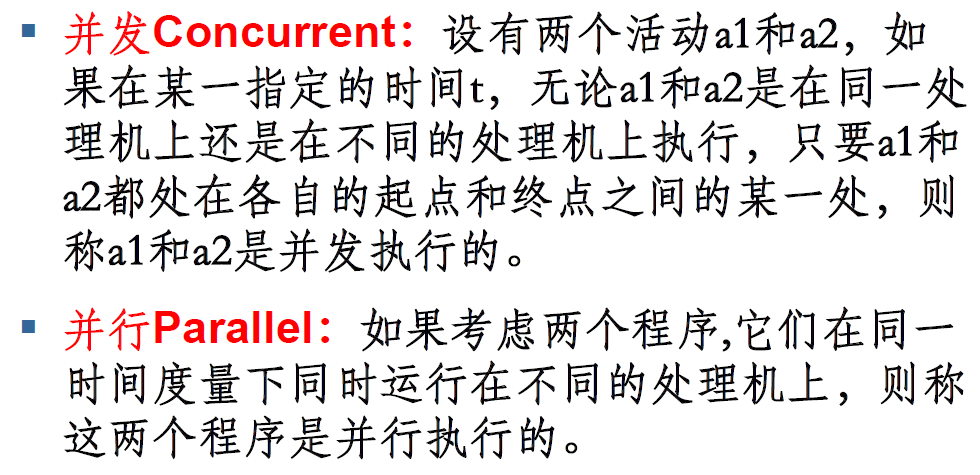 ▪ 并发Concurrent：设有两个活动a1和a2，如
果在某一指定的时间t，无论a1和a2是在同一处
理机上还是在不同的处理机上执行，只要a1和
a2都处在各自的起点和终点之间的某一处，则
称a1和a2是并发执行的。
▪ 并行Parallel：如果考虑两个程序,它们在同一
时间度量下同时运行在不同的处理机上，则称
这两个程序是并行执行的。